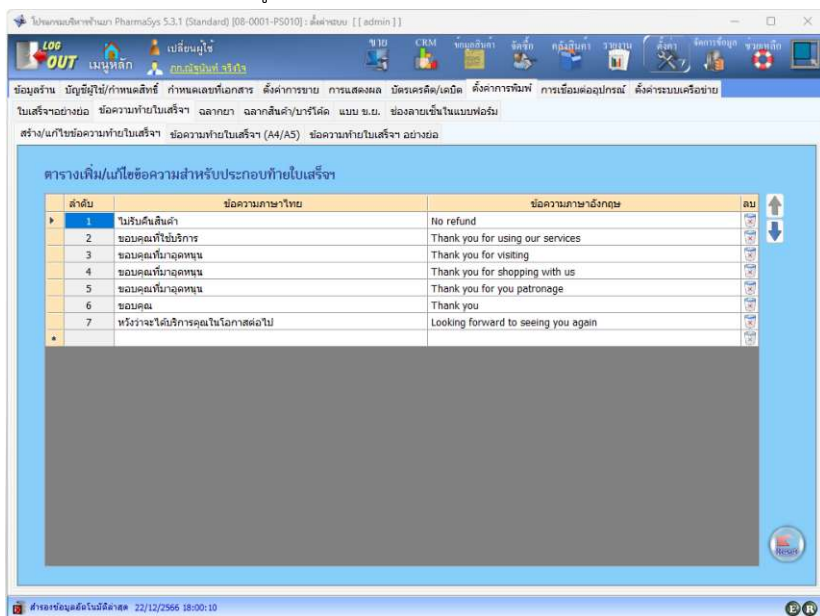 โปรแกรมบริหารร้านยา PharmaSys 5.3.1 (Standard) [08-0001-PS010] : ตั้งค่าระบบ [ [ admin ] ]
LOG OUT เมนูหลัก เปลี่ยนผู้ใช้ ขาย CRM ข้อมูลสินค้า จัดซื้อ คลังสินค้า รายงาน ตั้งค่า จัดการข้อมูล ช่วยเหลือ
ข้อมูลร้าน บัญชีผู้ใช้/กำหนดสิทธิ์ กำหนดเลขที่เอกสาร ตั้งค่าการขาย การแสดงผล บัตรเครดิต/เดบิต ตั้งค่าการพิมพ์ การเชื่อมต่ออุปกรณ์ ตั้งค่าระบบเครือข่าย
ใบเสร็จฯอย่างย่อ ข้อความท้ายใบเสร็จฯ ฉลากยา ฉลากสินค้า/บาร์โค้ด แบบ ข.ย. ช่องลายเซ็นในแบบฟอร์ม
สร้าง/แก้ไขข้อความท้ายใบเสร็จฯ ข้อความท้ายใบเสร็จฯ (A4/A5) ข้อความท้ายใบเสร็จฯ อย่างย่อ
ตารางเพิ่ม/แก้ไขข้อความสำหรับประกอบท้ายใบเสร็จฯ
ลำดับ ข้อความภาษาไทย ข้อความภาษาอังกฤษ ลบ
1 ไม่รับคืนสินค้า No refund
2 ขอบคุณที่ใช้บริการ Thank you for using our services
3 ขอบคุณที่มาอุดหนุน Thank you for visiting
4 ขอบคุณที่มาอุดหนุน Thank you for shopping with us
5 ขอบคุณที่มาอุดหนุน Thank you for you patronage
6 ขอบคุณ Thank you
7 หวังว่าจะได้บริการคุณในโอกาสต่อไป Looking forward to seeing you again
Reset
สำรองข้อมูลอัตโนมัติล่าสุด 22/12/2566 18:00:10 E R